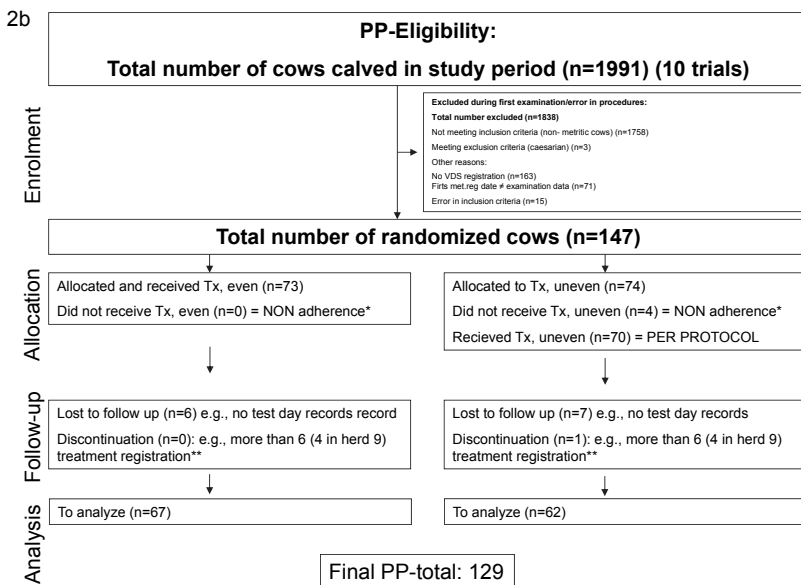 2b
PP-Eligibility:
Total number of cows calved in study period (n=1991) (10 trials)
Enrolment
Excluded during first examination/error in procedures:
Total number excluded (n=1838)
Not meeting inclusion criteria (non- metritic cows) (n=1758)
Meeting exclusion criteria (caesarian) (n=3)
Other reasons:
No VDS registration (n=163)
Firts met.reg date ≠ examination data (n=71)
Error in inclusion criteria (n=15)
Total number of randomized cows (n=147)
Allocation
Allocated and received Tx, even (n=73)
Did not receive Tx, even (n=0) = NON adherence*
Allocated to Tx, uneven (n=74)
Did not receive Tx, uneven (n=4) = NON adherence*
Recieved Tx, uneven (n=70) = PER PROTOCOL
Follow-up
Lost to follow up (n=6) e.g., no test day records record
Discontinuation (n=0): e.g., more than 6 (4 in herd 9)
treatment registration**
Lost to follow up (n=7) e.g., no test day records
Discontinuation (n=1): e.g., more than 6 (4 in herd 9)
treatment registration**
Analysis
To analyze (n=67)
To analyze (n=62)
Final PP-total: 129